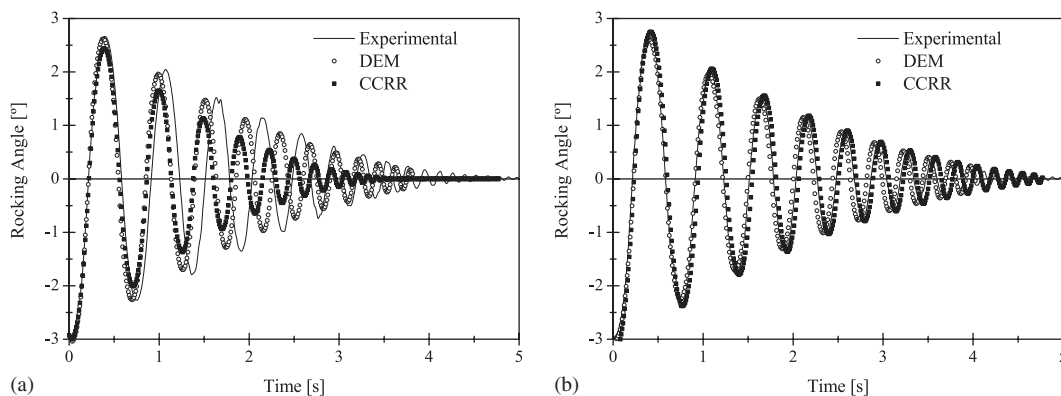 3
2
1
0
-1
-2
-3
Rocking Angle [º]
Experimental
DEM
CCRR
0 1 2 3 4 5
Time [s]
(a)
3
2
1
0
-1
-2
-3
Rocking Angle [º]
Experimental
DEM
CCRR
0 1 2 3 4 5
Time [s]
(b)